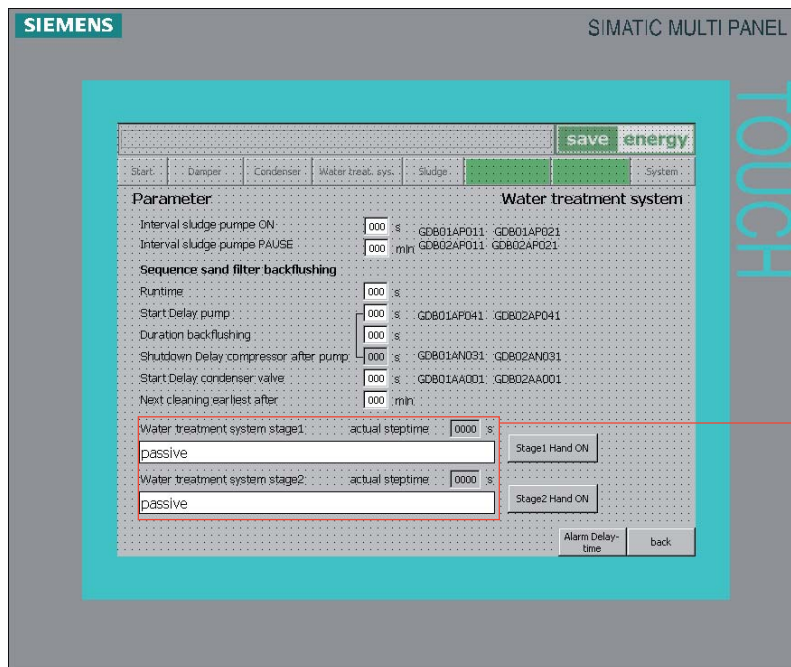 SIEMENS
SIMATIC MULTI PANEL
TOUCH
save energy
Start Damper Condenser Water treat. sys. Sludge System
Parameter Water treatment system
Interval sludge pumpe ON 000 s GDB01AP011 GDB01AP021
Interval sludge pumpe PAUSE 000 min GDB02AP011 GDB02AP021
Sequence sand filter backflushing
Runtime 000 s
Start Delay pump 000 s GDB01AP041 GDB02AP041
Duration backflushing 000 s
Shutdown Delay compressor after pump 000 s GDB01AN031 GDB02AN031
Start Delay condenser valve 000 s GDB01AA001 GDB02AA001
Next cleaning earliest after 000 min
Water treatment system stage1 actual steptime 0000 s
passive
Stage1 Hand ON
Water treatment system stage2 actual steptime 0000 s
passive
Stage2 Hand ON
Alarm Delay-
time
back